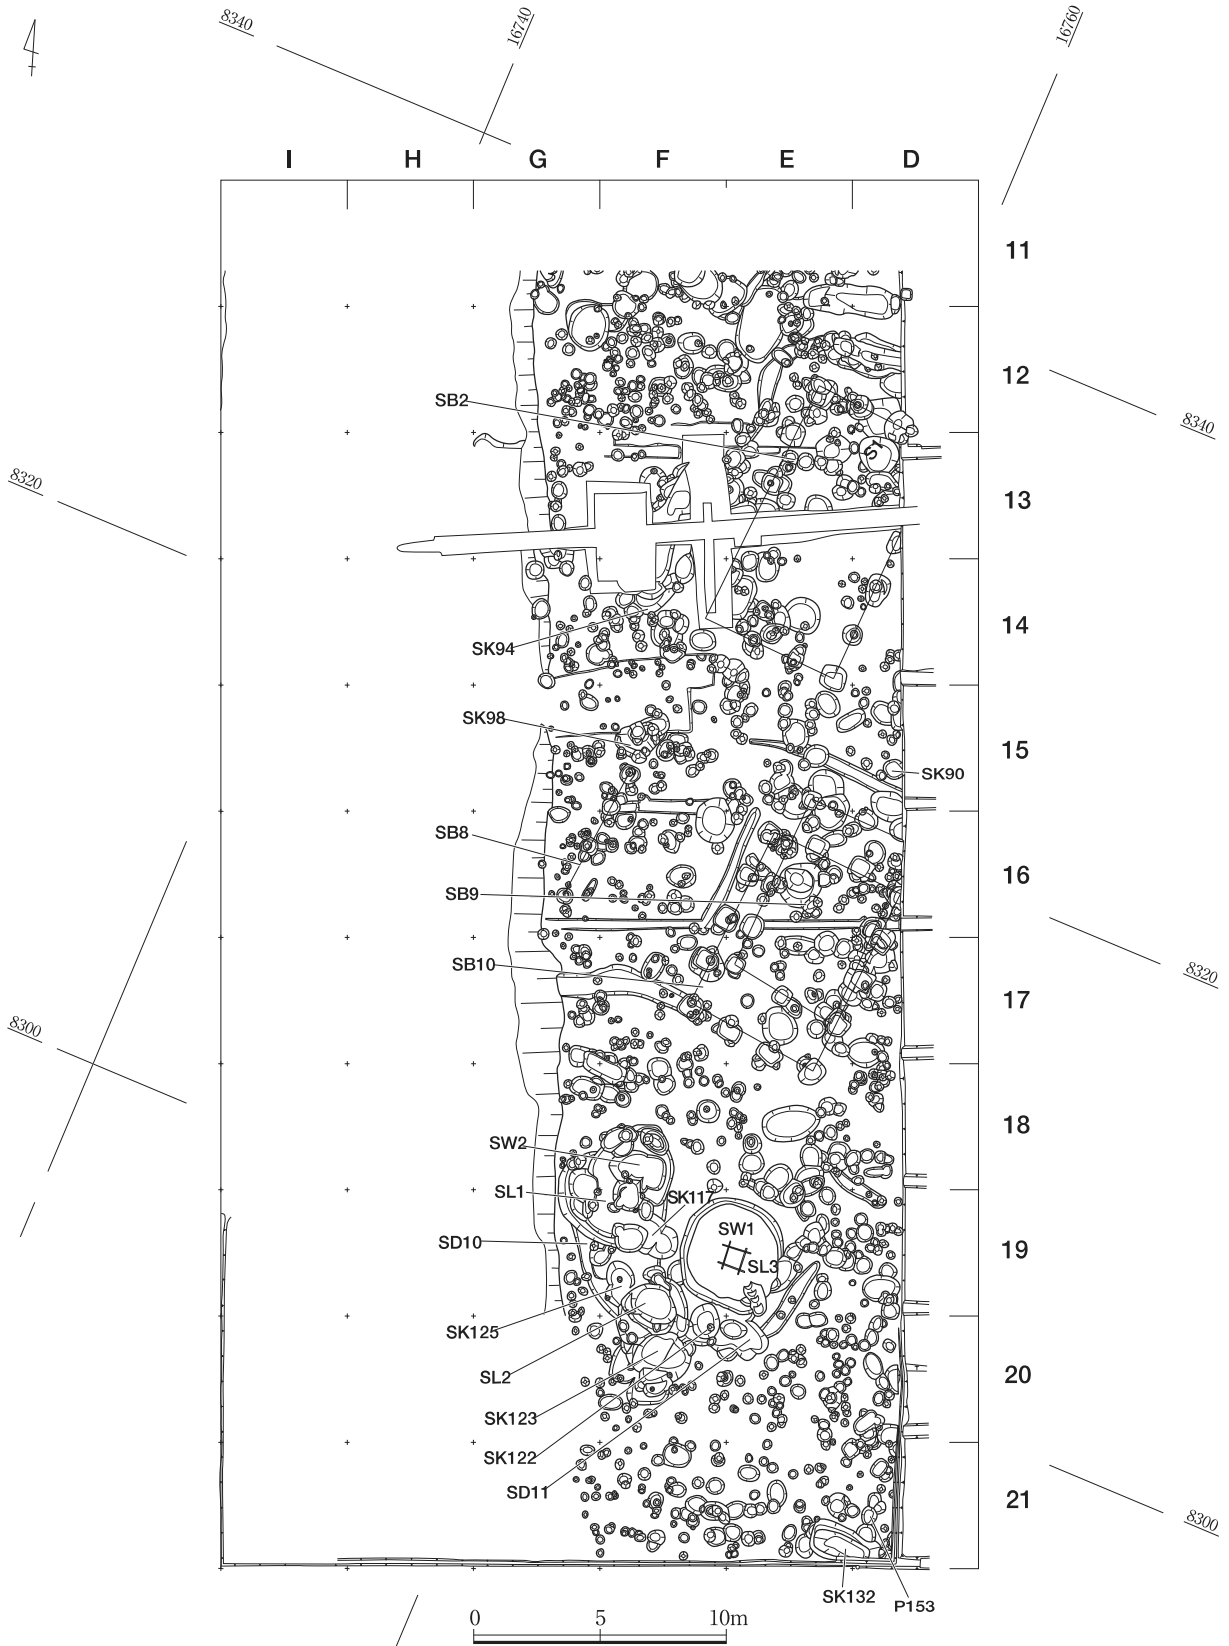 8340
16740
16760
I H G F E D
11
12
SB2
8340
S1
8320
13
14
SK94
SK98
15
SK90
SB8
16
SB9
SB10
8320
17
8300
18
SW2
SL1
SK117
SW1
SD10
19
SL3
SK125
SL2
20
SK123
SK122
SD11
21
8300
SK132
P153
0 5 10m